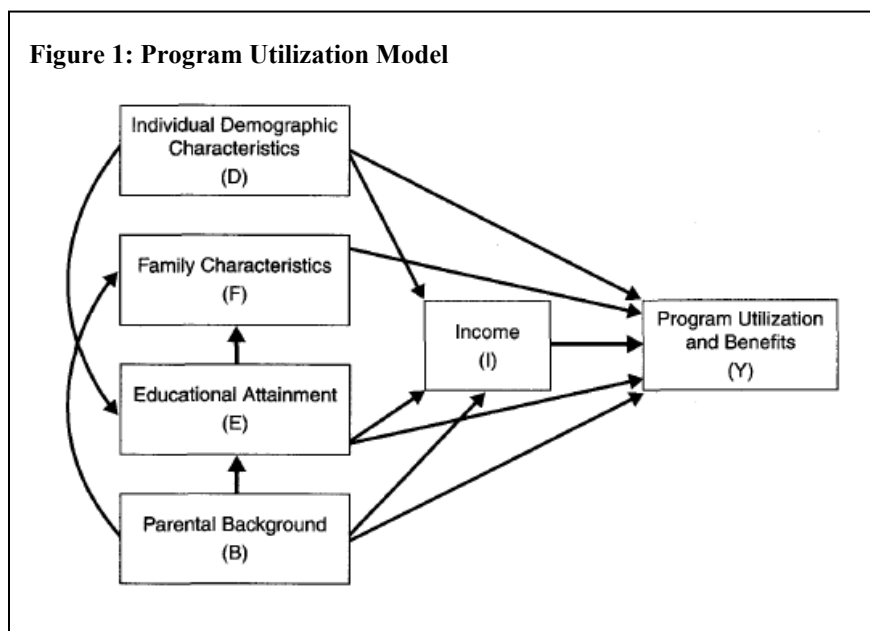 Figure 1: Program Utilization Model
Individual Demographic
Characteristics
(D)
Family Characteristics
(F)
Educational Attainment
(E)
Parental Background
(B)
Income
(I)
Program Utilization
and Benefits
(Y)